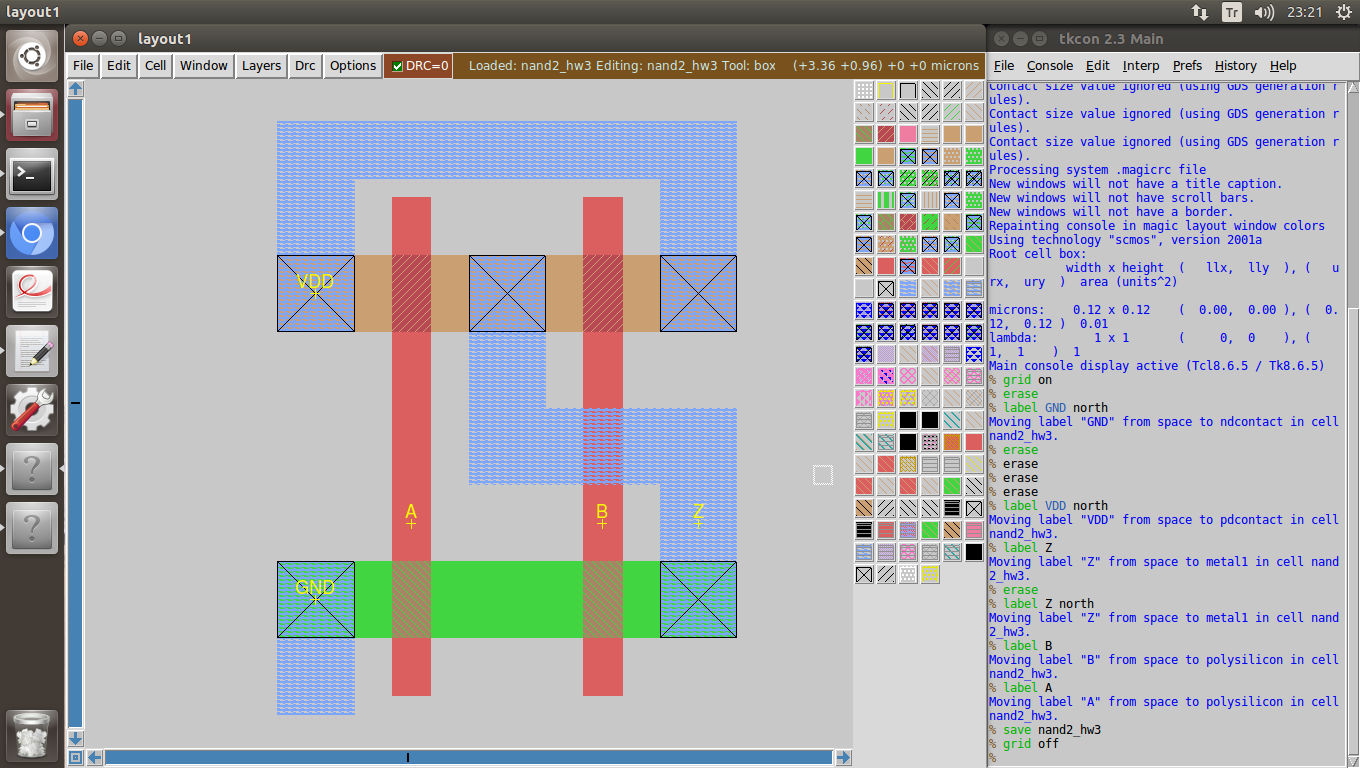 layout1
Tr
23:21
layout1
File Edit Cell Window Layers Drc Options DRC=0 Loaded: nand2_hw3 Editing: nand2_hw3 Tool: box (+3.36 +0.96) +0 +0 microns
VDD
A
B
Z
GND
tkcon 2.3 Main
File Console Edit Interp Prefs History Help
Contact size value ignored (using GDS generation r
ules).
Contact size value ignored (using GDS generation r
ules).
Contact size value ignored (using GDS generation r
ules).
Processing system .magicrc file
New windows will not have a title caption.
New windows will not have scroll bars.
New windows will not have a border.
Repainting console in magic layout window colors
Using technology "scmos", version 2001a
Root cell box:
width x height ( llx, lly ), ( u
rx, ury ) area (units^2)
microns: 0.12 x 0.12 ( 0.00, 0.00 ), ( 0.
12, 0.12 ) 0.01
lambda: 1 x 1 ( 0, 0 ), (
1, 1 ) 1
Main console display active (Tcl8.6.5 / Tk8.6.5)
% grid on
% erase
% label GND north
Moving label "GND" from space to ndcontact in cell
nand2_hw3.
% erase
% erase
% erase
% erase
% label VDD north
Moving label "VDD" from space to pdcontact in cell
nand2_hw3.
% label Z
Moving label "Z" from space to metal1 in cell nand
2_hw3.
% erase
% label Z north
Moving label "Z" from space to metal1 in cell nand
2_hw3.
% label B
Moving label "B" from space to polysilicon in cell
nand2_hw3.
% label A
Moving label "A" from space to polysilicon in cell
nand2_hw3.
% save nand2_hw3
% grid off
%